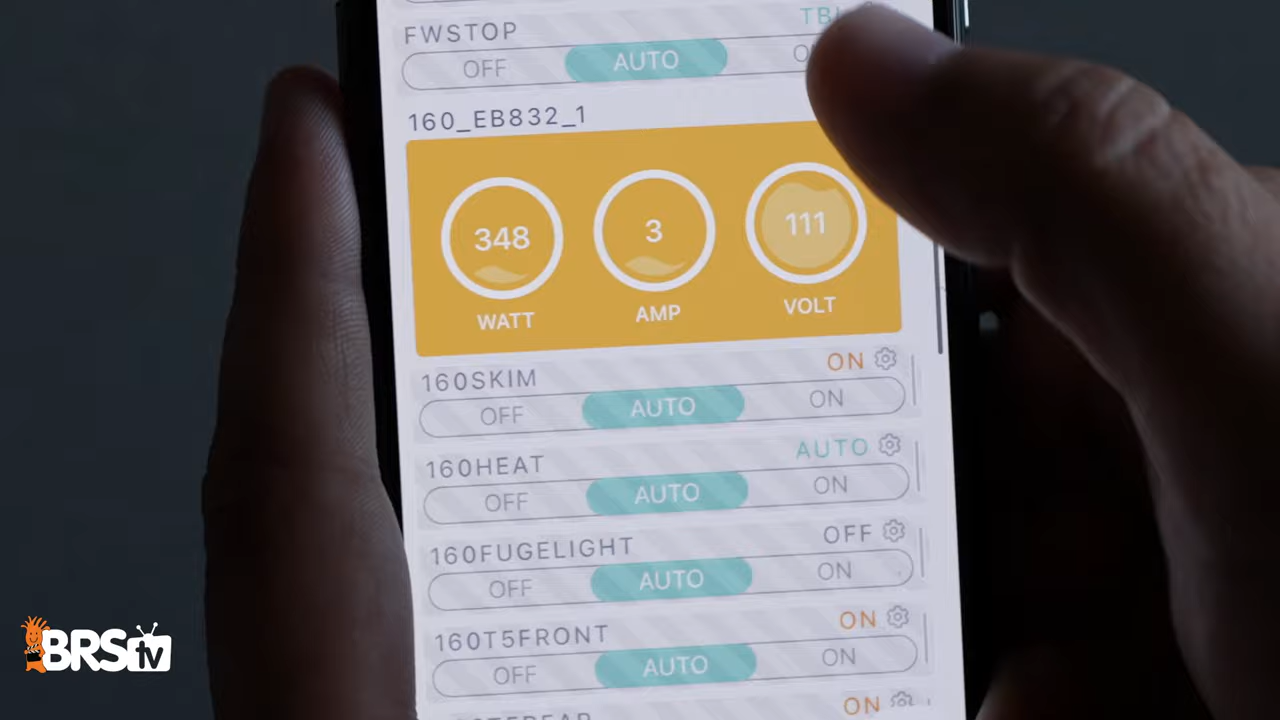 FWSTOP
OFF AUTO
160_EB832_1
348 3 111
WATT AMP VOLT
160SKIM ON
OFF AUTO ON
160HEAT AUTO
OFF AUTO ON
160FUGELIGHT OFF
OFF AUTO ON
160T5FRONT ON
OFF AUTO ON
ON
BRStv